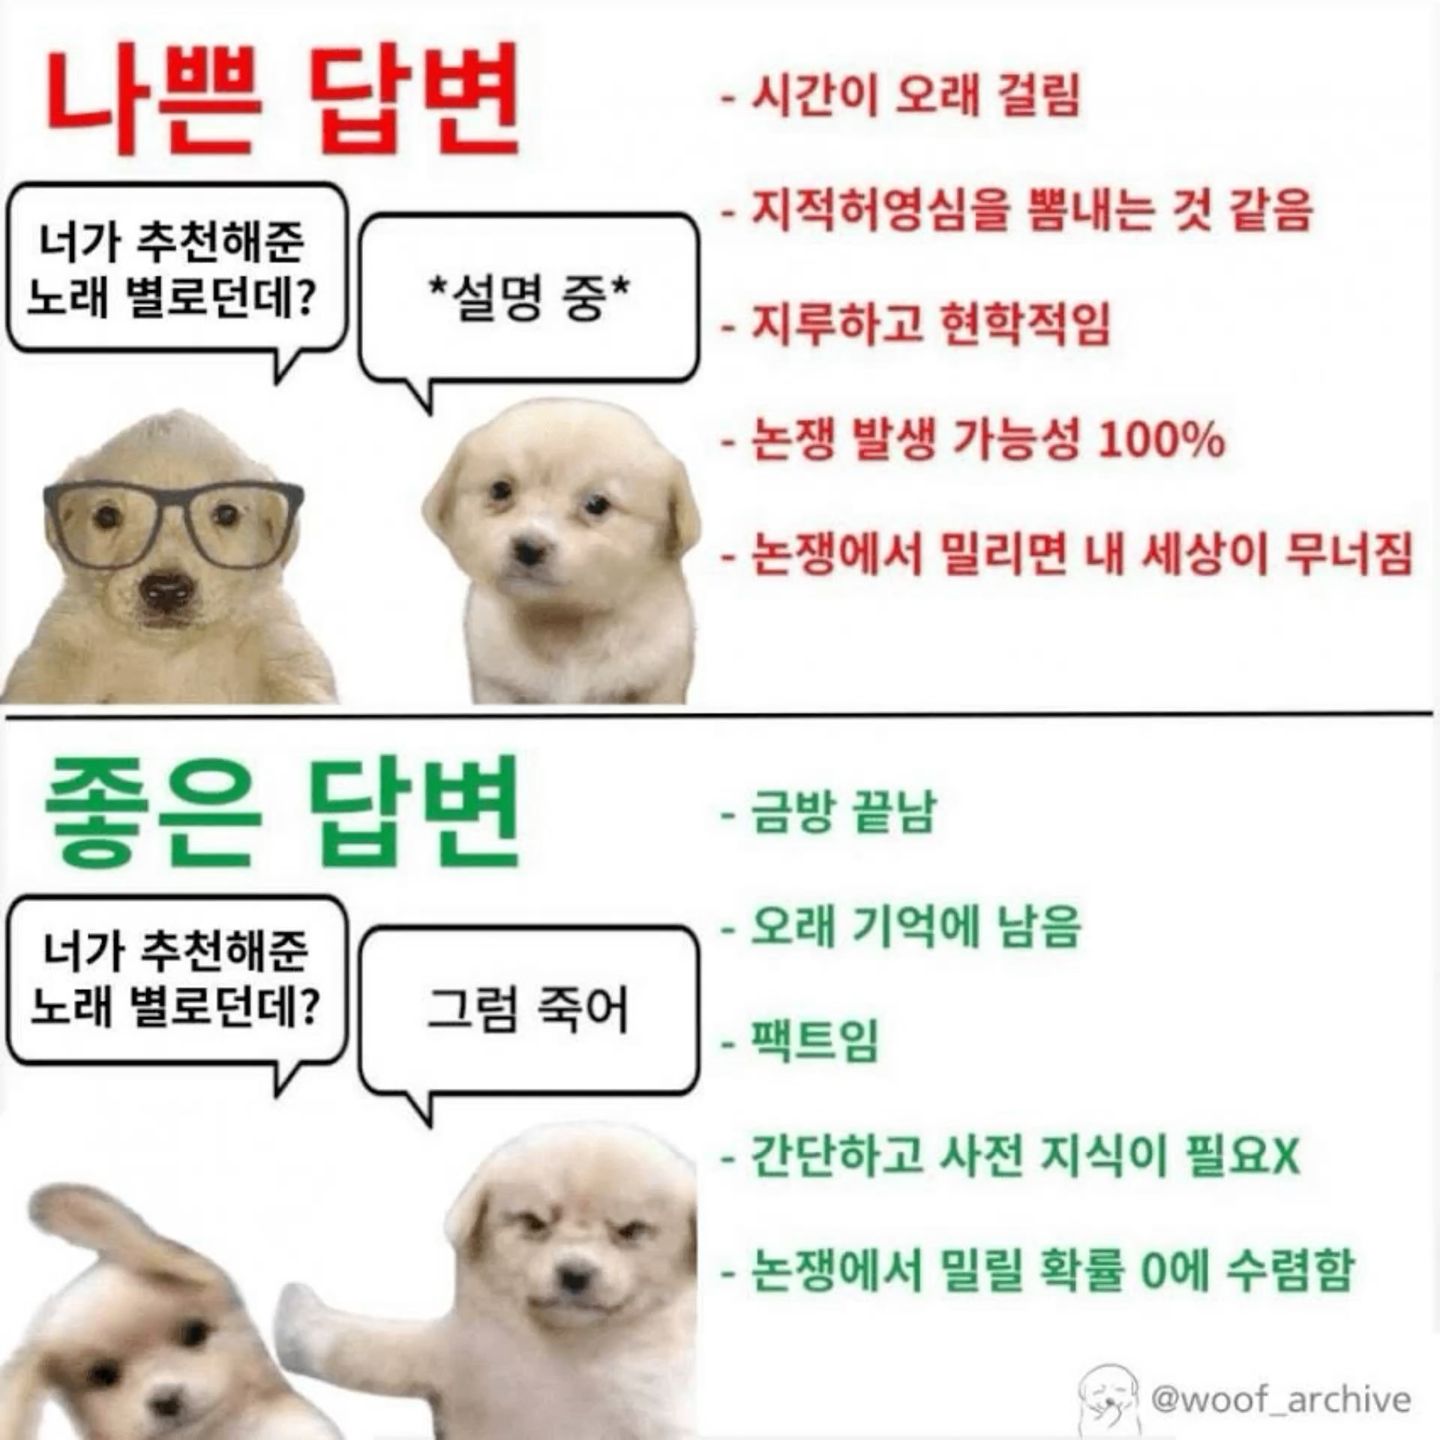 나쁜 답변
너가 추천해준
노래 별로던데?
*설명 중*
- 시간이 오래 걸림
- 지적허영심을 뽐내는 것 같음
- 지루하고 현학적임
- 논쟁 발생 가능성 100%
- 논쟁에서 밀리면 내 세상이 무너짐
좋은 답변
너가 추천해준
노래 별로던데?
그럼 죽어
- 금방 끝남
- 오래 기억에 남음
- 팩트임
- 간단하고 사전 지식이 필요X
- 논쟁에서 밀릴 확률 0에 수렴함
@woof_archive